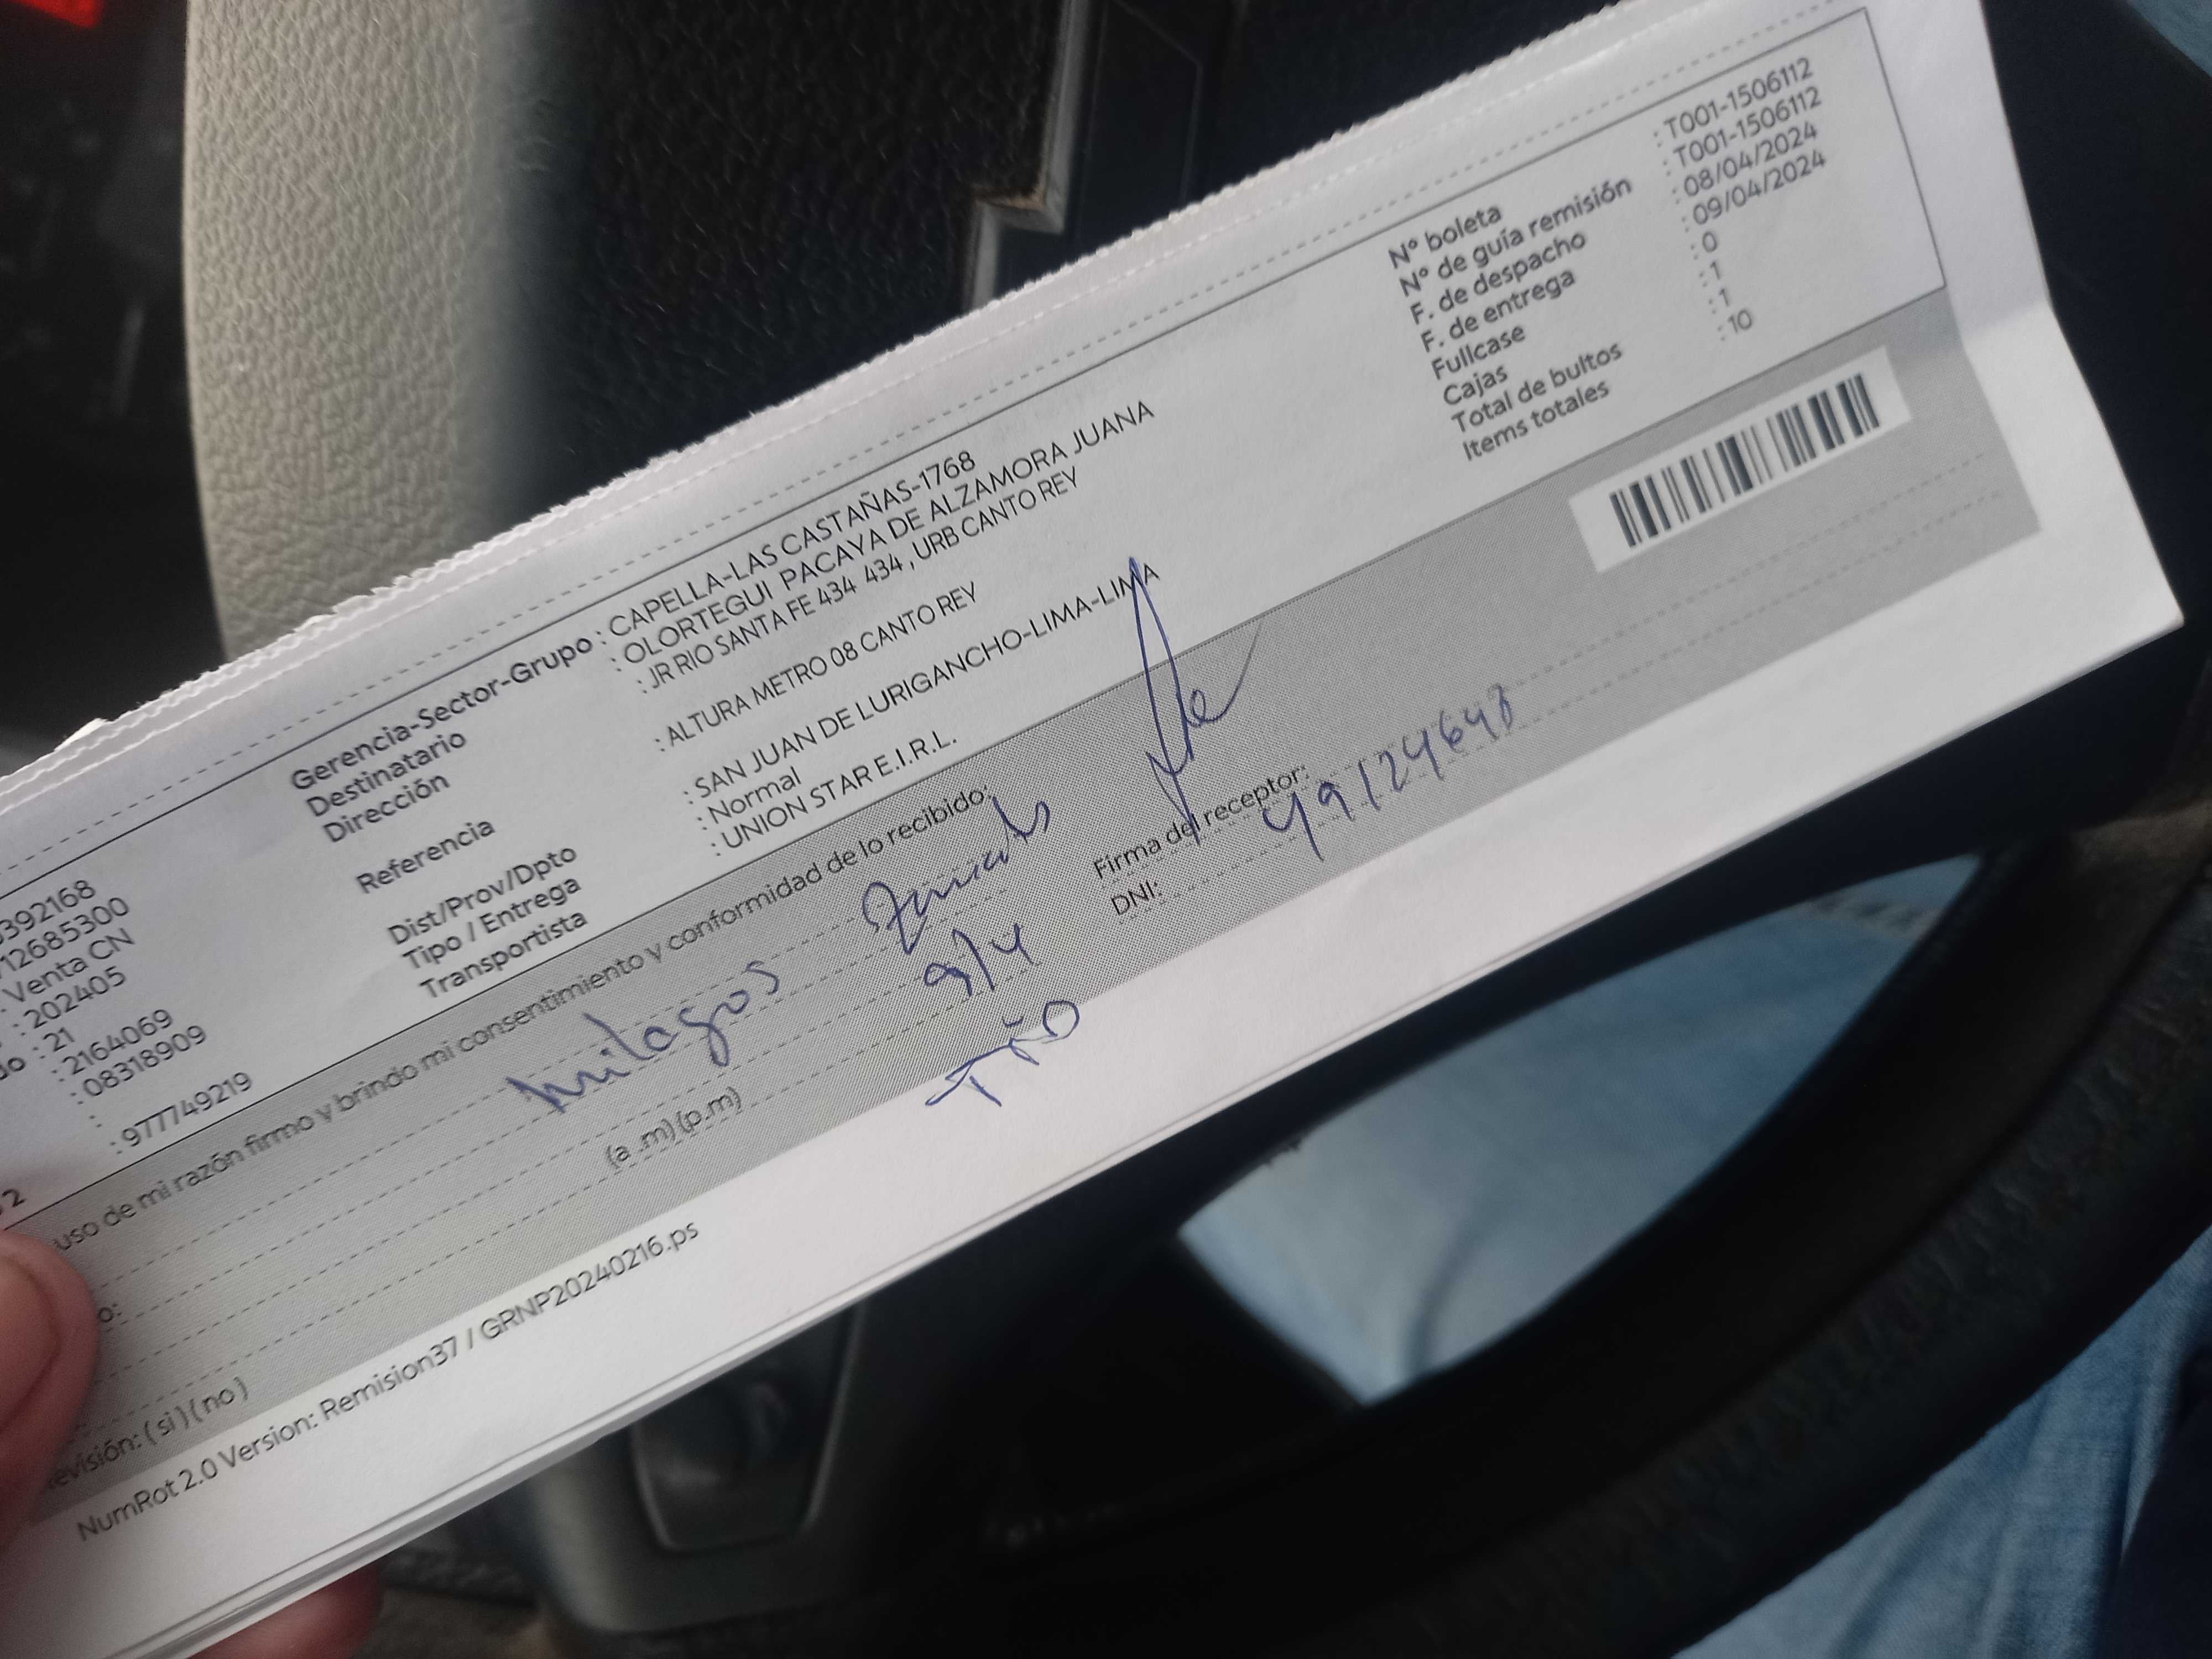 Gerencia-Sector-Grupo : CAPELLA-LAS CASTAÑAS-1768
Destinatario : OLORTEGUI PACAYA DE ALZAMORA JUANA
Dirección : JR RIO SANTA FE 434 434, URB CANTO REY
Referencia : ALTURA METRO 08 CANTO REY
Dist/Prov/Dpto : SAN JUAN DE LURIGANCHO-LIMA-LIMA
Tipo / Entrega : Normal
Transportista : UNION STAR E.I.R.L.
N° boleta : T001-1506112
N° de guía remisión : T001-1506112
F. de despacho : 08/04/2024
F. de entrega : 09/04/2024
Fullcase : 0
Cajas : 1
Total de bultos : 1
Items totales : 10
392168
12685300
Venta CN
: 202405
do : 21
: 2164069
: 08318909
:
: 977749219
2
uso de mi razón firmo y brindo mi consentimiento y conformidad de lo recibido:
milagos
9/4
TÍO
(a .m) (p.m)
Firma del receptor:
DNI: 49124648
o:
revisión: ( si ) ( no )
NumRot 2.0 Version: Remision37 / GRNP20240216.ps